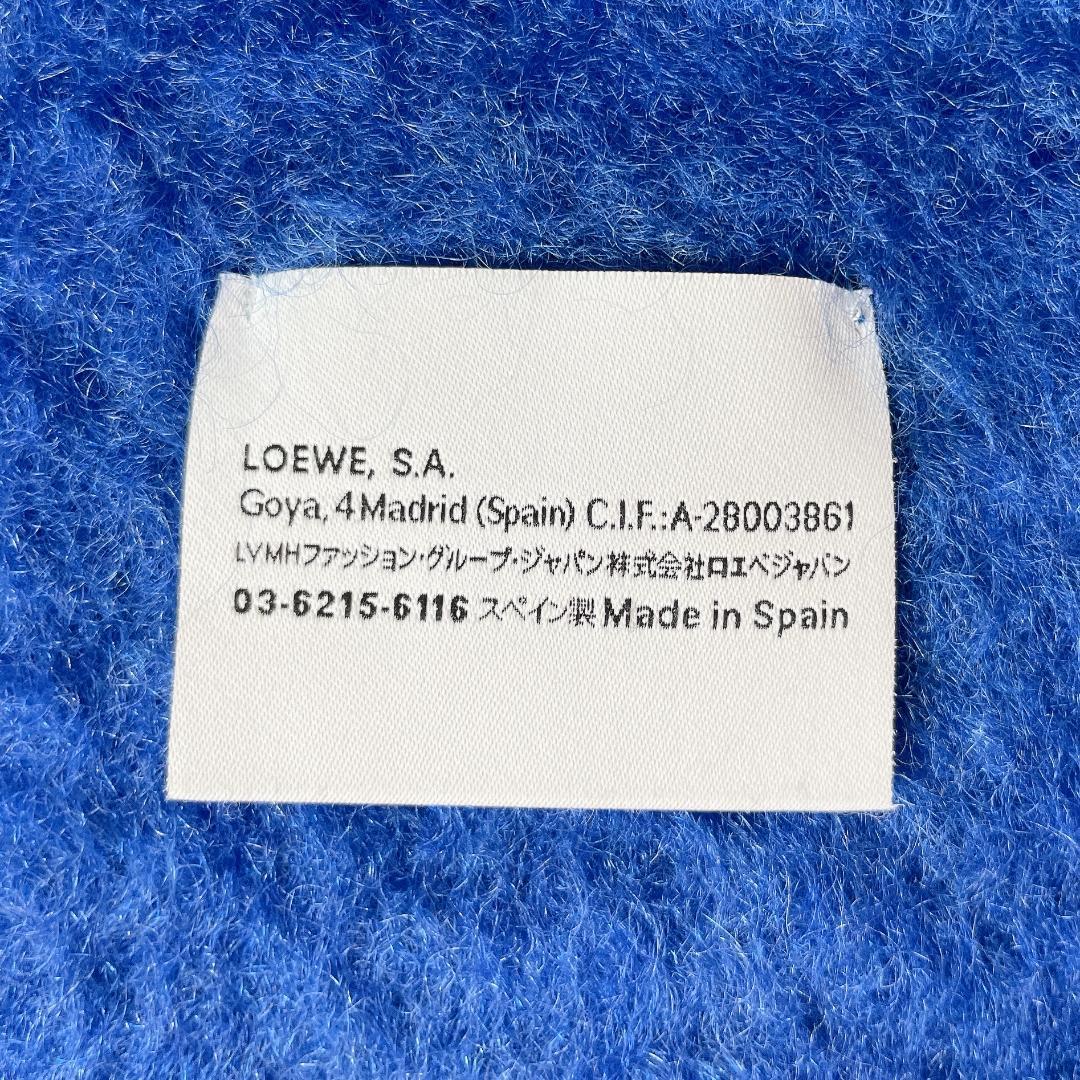 LOEWE, S.A.
Goya, 4 Madrid (Spain) C.I.F.:A-28003861
LVMHファッション・グループ・ジャパン株式会社ロエベジャパン
03-6215-6116 スペイン製 Made in Spain